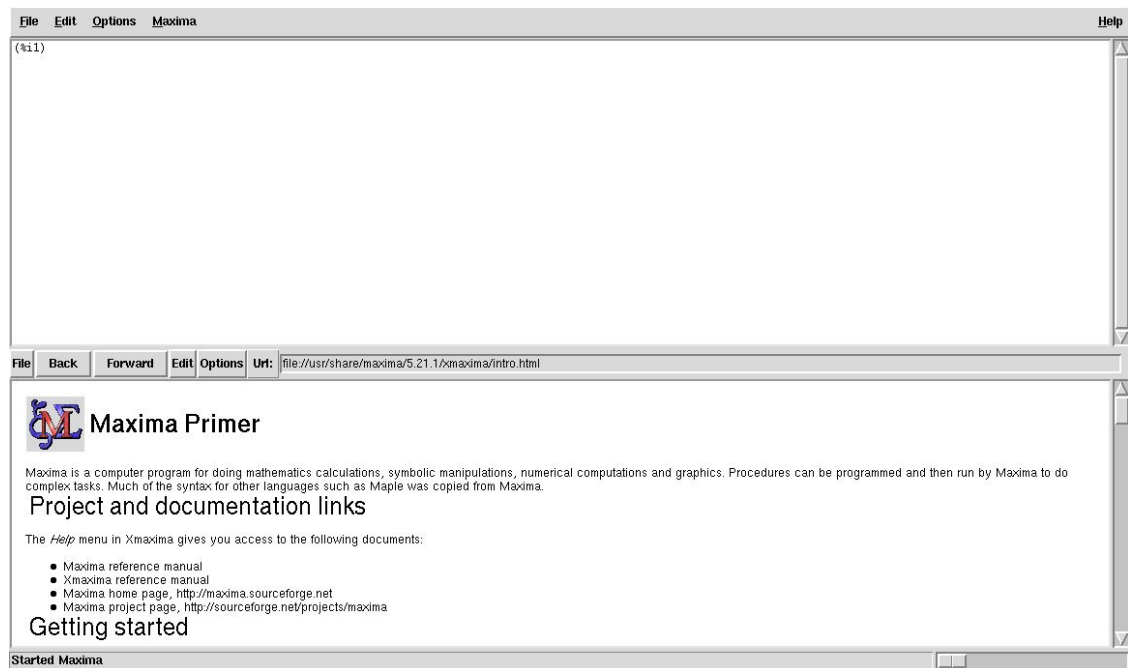 File Edit Options Maxima Help
(%i1)
File Back Forward Edit Options Url: file://usr/share/maxima/5.21.1/xmaxima/intro.html
Maxima Primer
Maxima is a computer program for doing mathematics calculations, symbolic manipulations, numerical computations and graphics. Procedures can be programmed and then run by Maxima to do
complex tasks. Much of the syntax for other languages such as Maple was copied from Maxima.
Project and documentation links
The Help menu in Xmaxima gives you access to the following documents:
Maxima reference manual
Xmaxima reference manual
Maxima home page, http://maxima.sourceforge.net
Maxima project page, http://sourceforge.net/projects/maxima
Getting started
Started Maxima